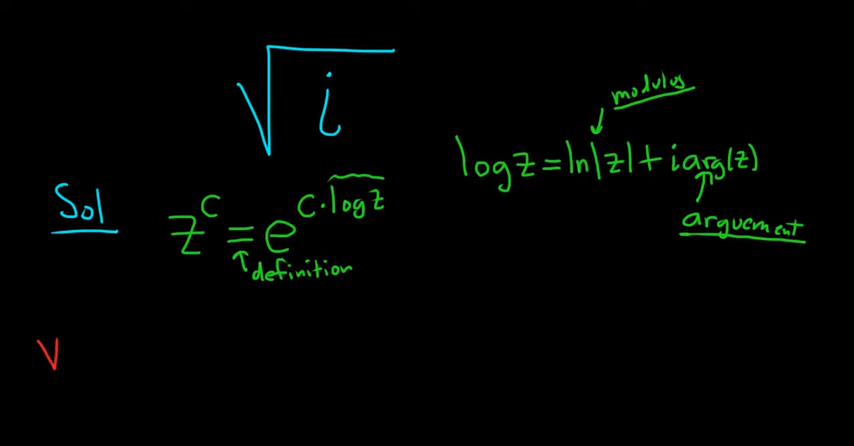 √i
modulus
log z = ln|z| + i arg(z)
arguement
Sol
z^c = e^{c·log z}
definition
√